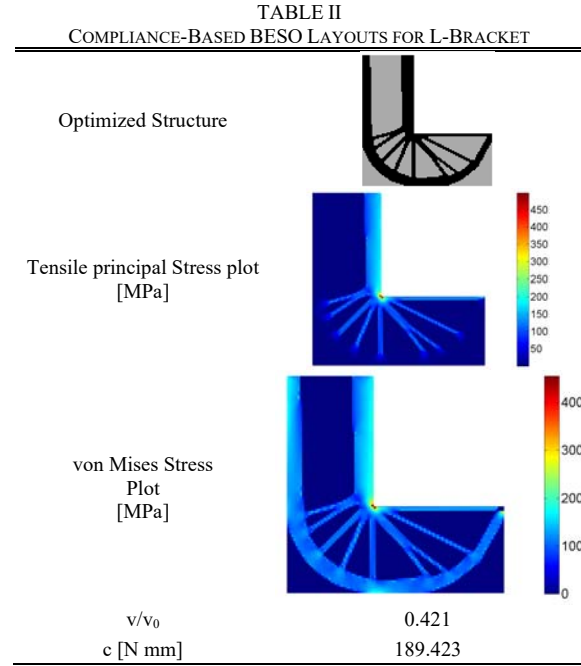 TABLE II
COMPLIANCE-BASED BESO LAYOUTS FOR L-BRACKET
Optimized Structure
Tensile principal Stress plot
[MPa]
450
400
350
300
250
200
150
100
50
von Mises Stress
Plot
[MPa]
400
300
200
100
0
v/v₀ 0.421
c [N mm] 189.423